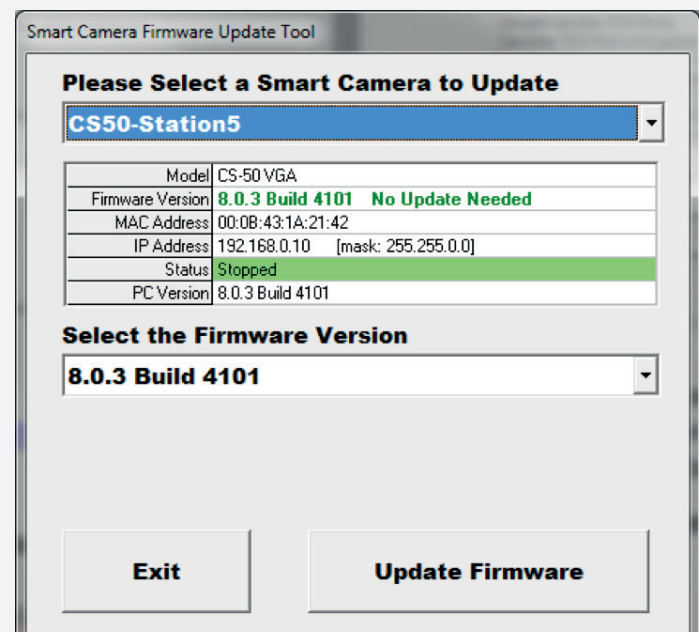 Smart Camera Firmware Update Tool
Please Select a Smart Camera to Update
CS50-Station5
Model CS-50 VGA
Firmware Version 8.0.3 Build 4101 No Update Needed
MAC Address 00:0B:43:1A:21:42
IP Address 192.168.0.10 [mask: 255.255.0.0]
Status Stopped
PC Version 8.0.3 Build 4101
Select the Firmware Version
8.0.3 Build 4101
Exit Update Firmware